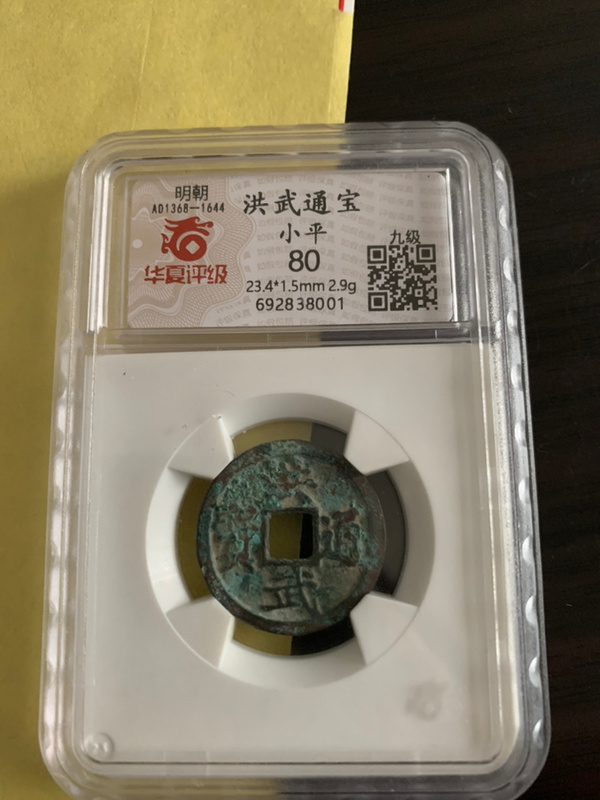 明朝
AD1368-1644
华夏评级
洪武通宝
小平
80
九级
23.4*1.5mm 2.9g
692838001
洪武通寳